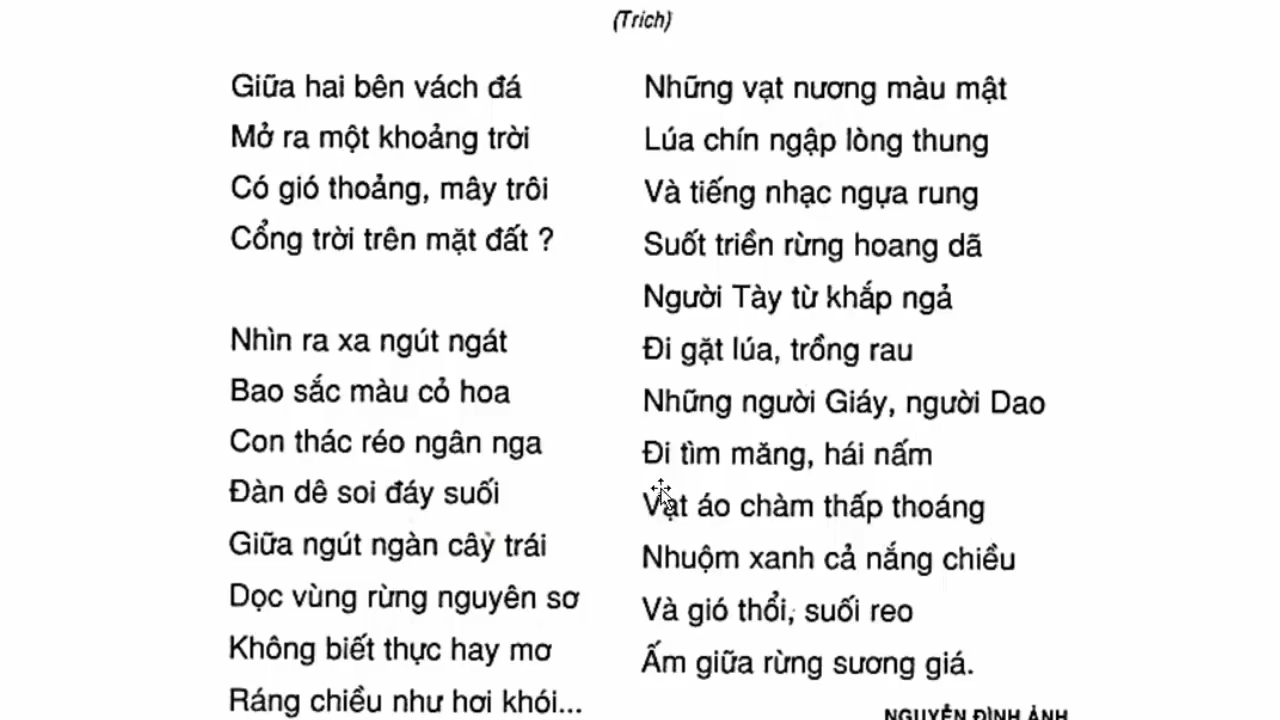 (Trích)
Giữa hai bên vách đá
Mở ra một khoảng trời
Có gió thoảng, mây trôi
Cổng trời trên mặt đất ?
Nhìn ra xa ngút ngát
Bao sắc màu cỏ hoa
Con thác réo ngân nga
Đàn dê soi đáy suối
Giữa ngút ngàn cây trái
Dọc vùng rừng nguyên sơ
Không biết thực hay mơ
Ráng chiều như hơi khói...
Những vạt nương màu mật
Lúa chín ngập lòng thung
Và tiếng nhạc ngựa rung
Suốt triền rừng hoang dã
Người Tày từ khắp ngả
Đi gặt lúa, trồng rau
Những người Giáy, người Dao
Đi tìm măng, hái nấm
Vạt áo chàm thấp thoáng
Nhuộm xanh cả nắng chiều
Và gió thổi, suối reo
Ấm giữa rừng sương giá.
NGUYỄN ĐÌNH ẢNH